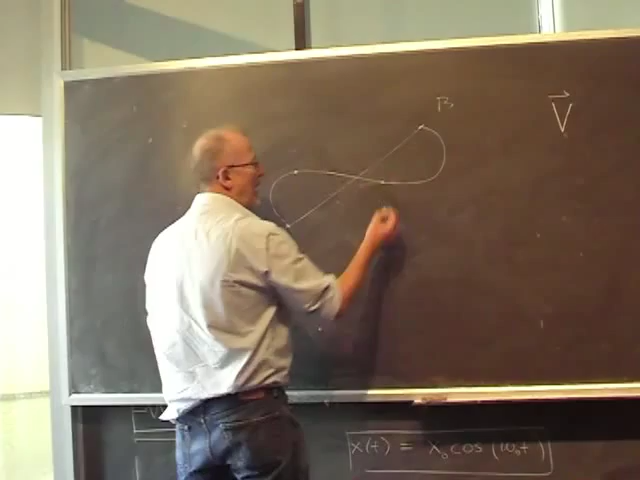 B
V⃗
x(t) = x₀ cos (ω₀t)